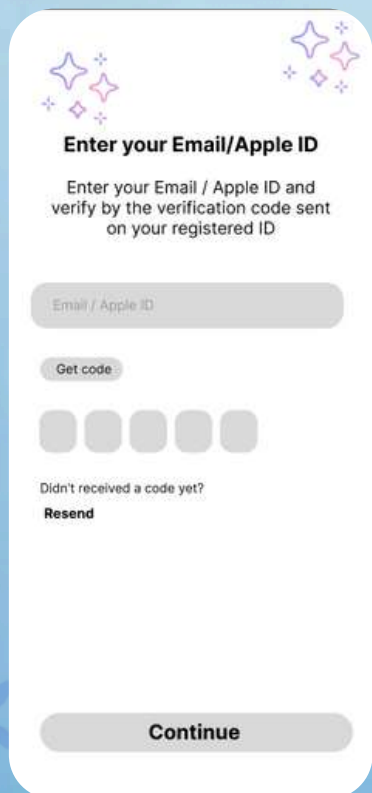 Enter your Email/Apple ID
Enter your Email / Apple ID and
verify by the verification code sent
on your registered ID
Email / Apple ID
Get code
Didn't received a code yet?
Resend
Continue